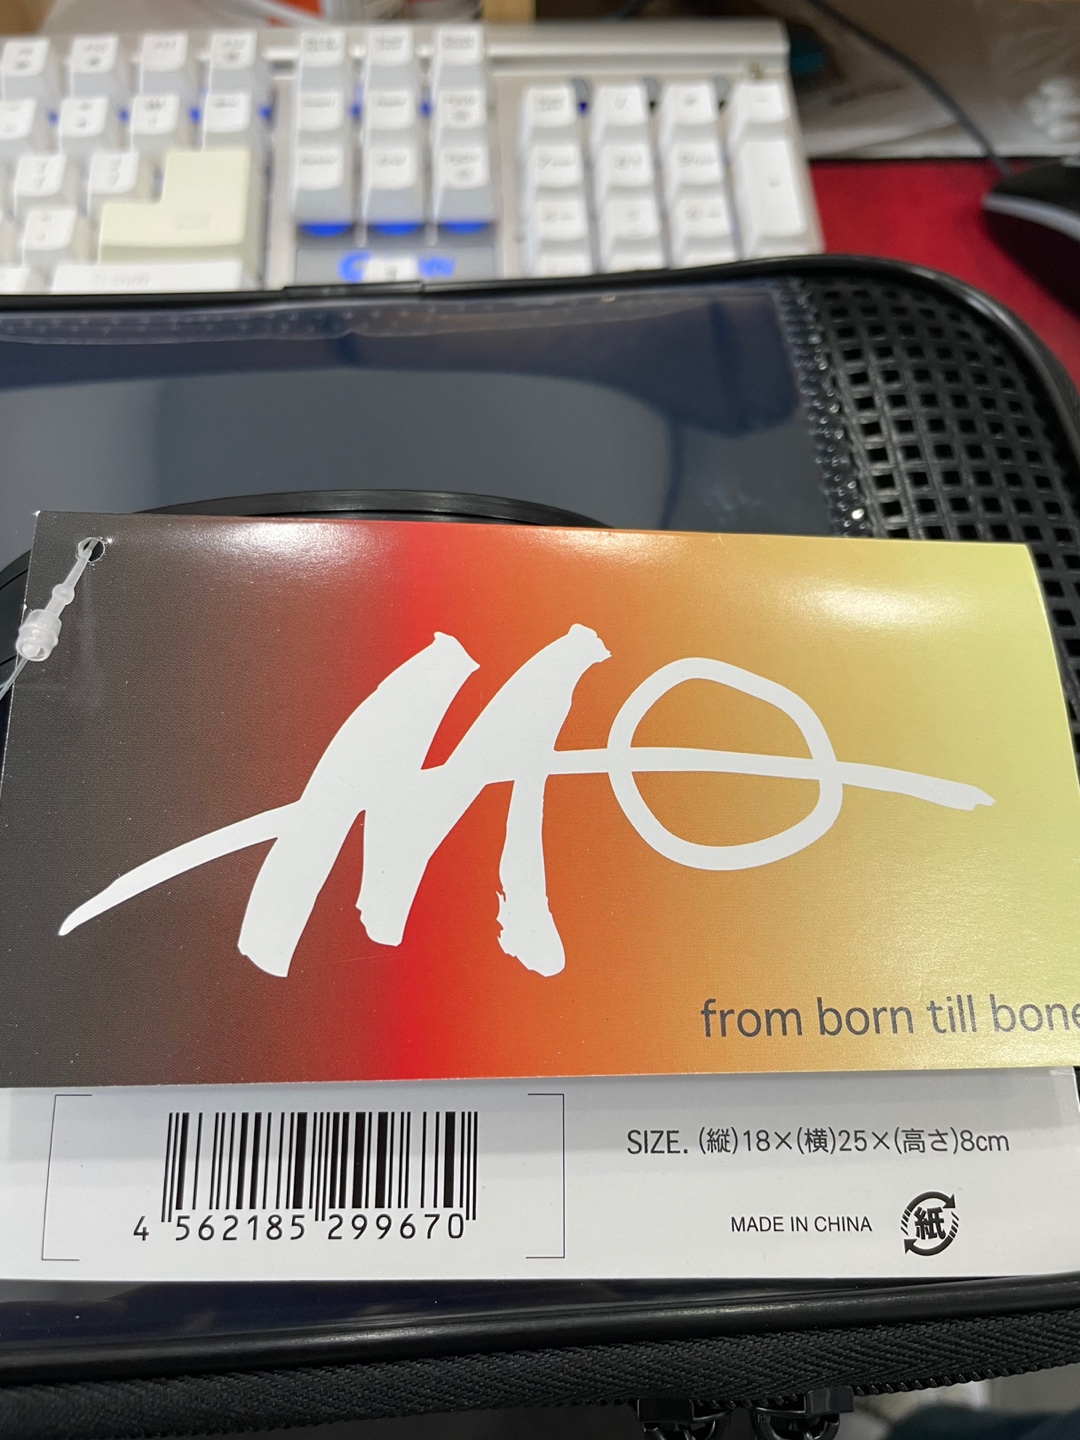 MO
from born till bone
SIZE. (縦)18×(横)25×(高さ)8cm
4 562185 299670
MADE IN CHINA
紙